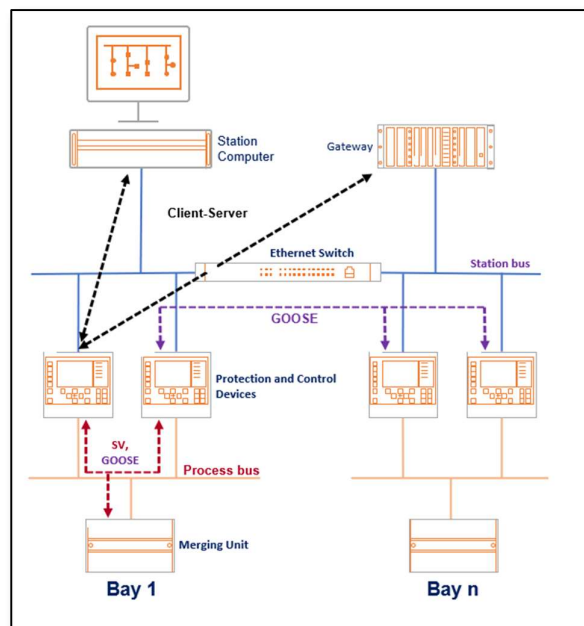 Station
Computer
Gateway
Client-Server
Ethernet Switch
Station bus
GOOSE
Protection and Control
Devices
SV,
GOOSE
Process bus
Merging Unit
Bay 1
Bay n